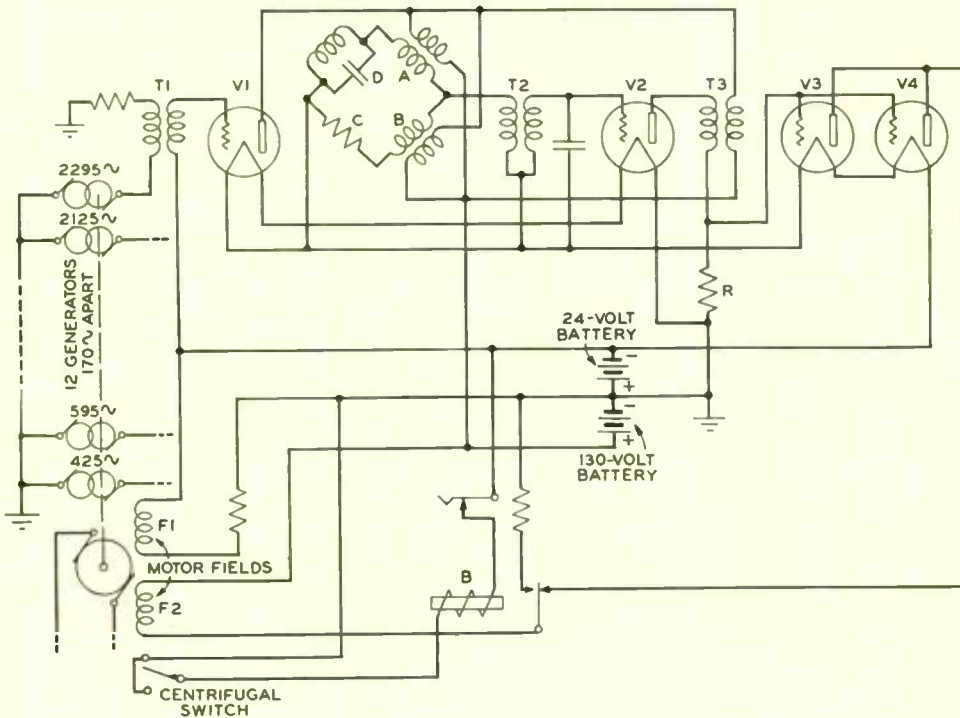 T1
V1
D
A
C
B
T2
V2
T3
V3
V4
2295~
2125~
12 GENERATORS
170~ APART
595~
425~
R
24-VOLT
BATTERY
-
+
-
+
130-VOLT
BATTERY
F1
MOTOR FIELDS
F2
B
CENTRIFUGAL
SWITCH